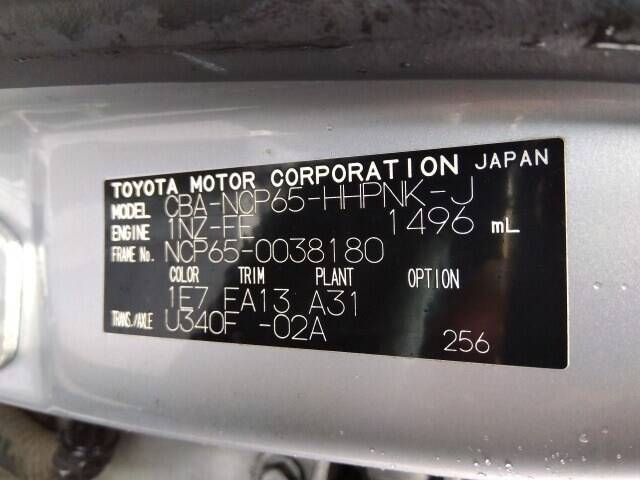 TOYOTA MOTOR CORPORATION JAPAN
MODEL CBA-NCP65-HHPNK-J
ENGINE 1NZ-FE 1496 mL
FRAME No. NCP65-0038180
COLOR TRIM PLANT OPTION
1E7 FA13 A31
TRANS./AXLE U340F -02A
256